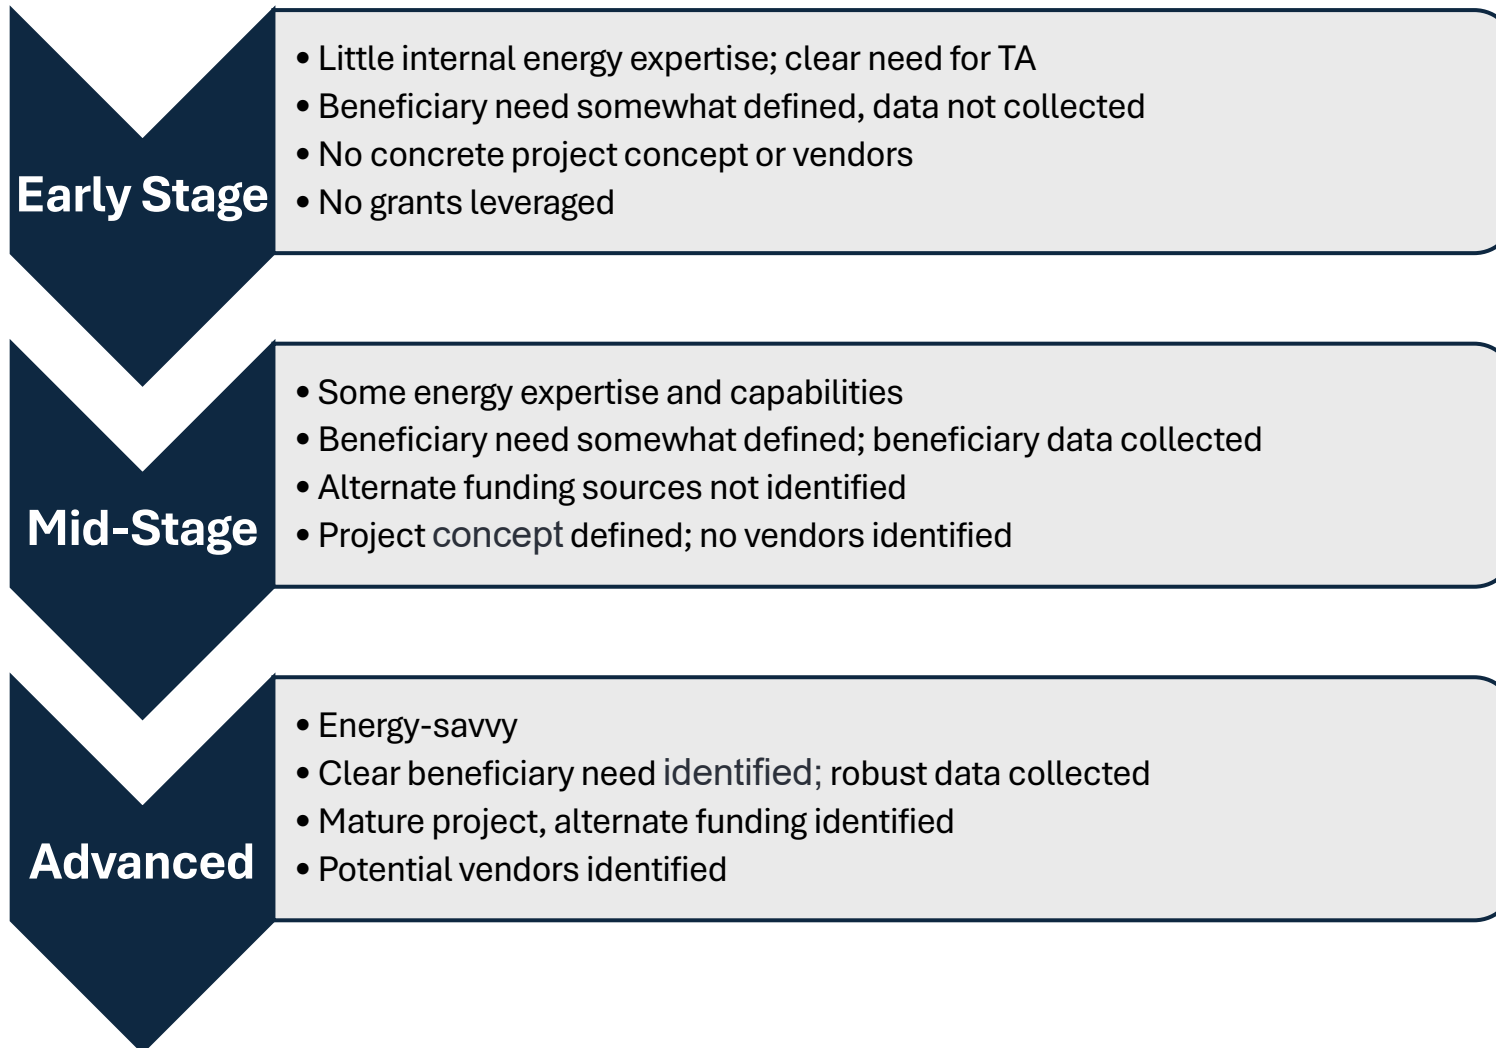 Early Stage
• Little internal energy expertise; clear need for TA
• Beneficiary need somewhat defined, data not collected
• No concrete project concept or vendors
• No grants leveraged
Mid-Stage
• Some energy expertise and capabilities
• Beneficiary need somewhat defined; beneficiary data collected
• Alternate funding sources not identified
• Project concept defined; no vendors identified
Advanced
• Energy-savvy
• Clear beneficiary need identified; robust data collected
• Mature project, alternate funding identified
• Potential vendors identified